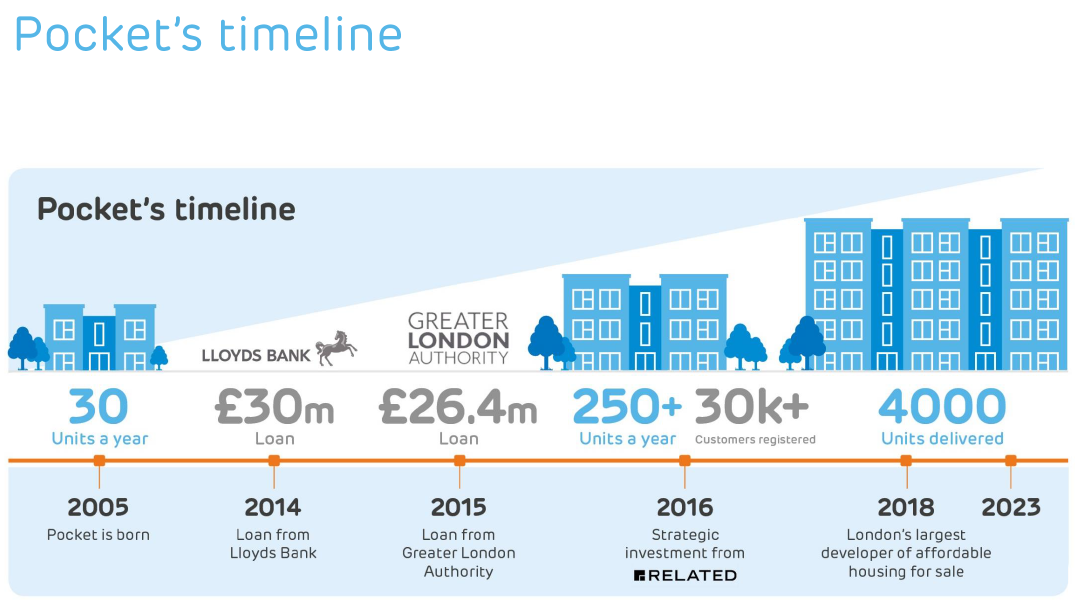 Pocket's timeline
Pocket's timeline
LLOYDS BANK
GREATER
LONDON
AUTHORITY
30
Units a year
£30m
Loan
£26.4m
Loan
250+
Units a year
30k+
Customers registered
4000
Units delivered
2005
Pocket is born
2014
Loan from
Lloyds Bank
2015
Loan from
Greater London
Authority
2016
Strategic
investment from
RELATED
2018
London's largest
developer of affordable
housing for sale
2023